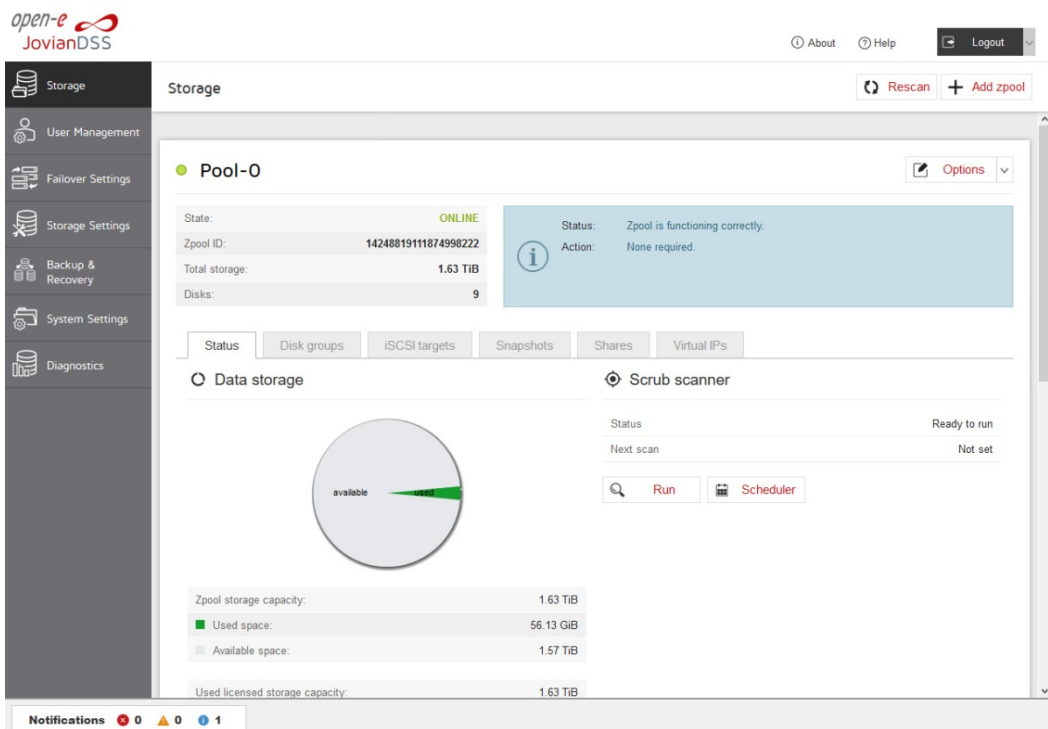 open-e
JovianDSS
About
Help
Logout
Storage
User Management
Failover Settings
Storage Settings
Backup &
Recovery
System Settings
Diagnostics
Storage
Rescan
Add zpool
Pool-0
Options
State: ONLINE
Zpool ID: 14248819111874998222
Total storage: 1.63 TiB
Disks: 9
Status: Zpool is functioning correctly.
Action: None required.
Status Disk groups iSCSI targets Snapshots Shares Virtual IPs
Data storage
available used
Zpool storage capacity: 1.63 TiB
Used space: 56.13 GiB
Available space: 1.57 TiB
Used licensed storage capacity: 1.63 TiB
Scrub scanner
Status Ready to run
Next scan Not set
Run Scheduler
Notifications 0 0 1